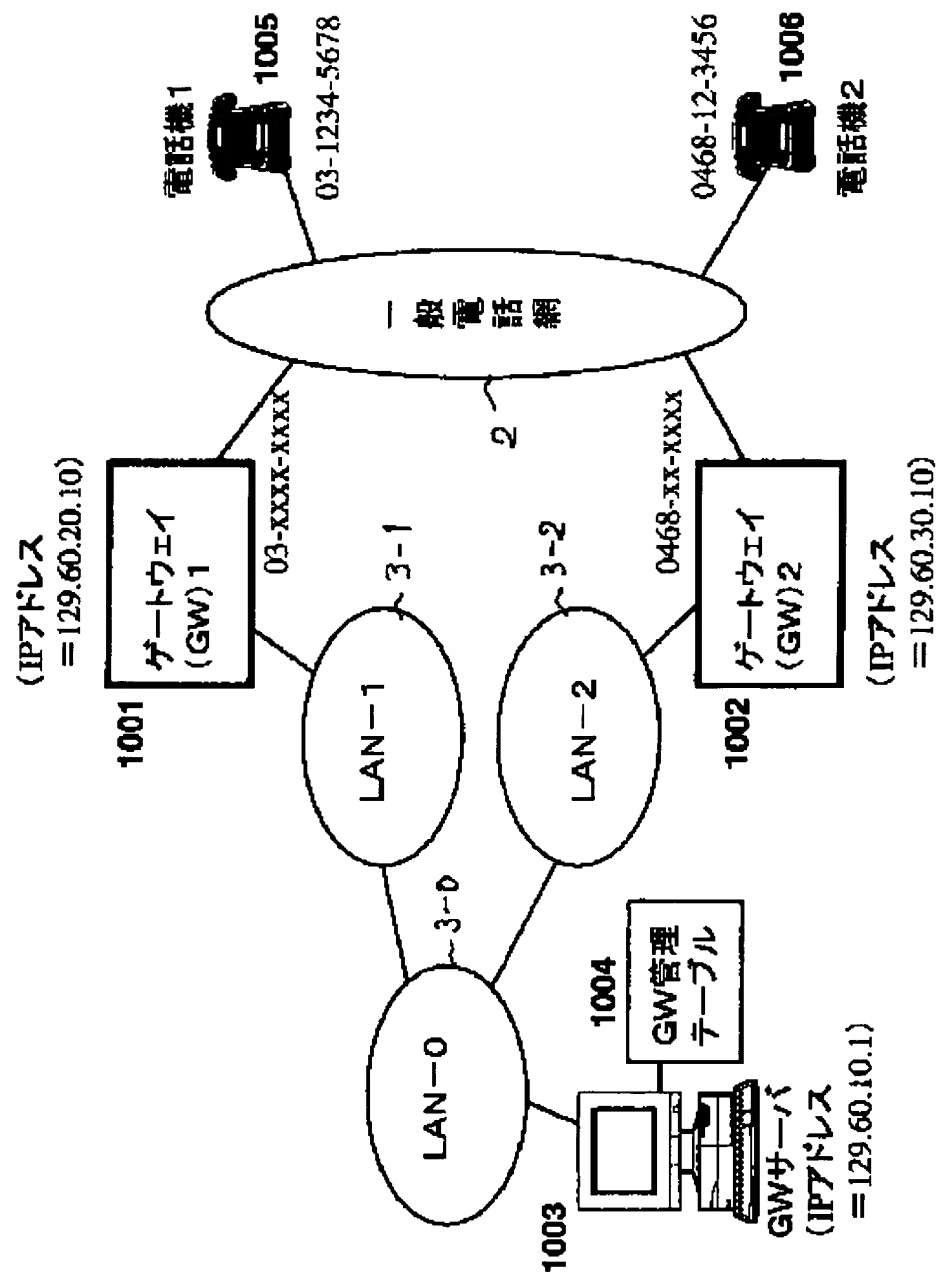 電話機1
1005
03-1234-5678
0468-12-3456
1006
電話機2
一般電話網
2
(IPアドレス
＝129.60.20.10)
ゲートウェイ
(GW)1
1001
03-xxxx-xxxx
3-1
LAN－1
3-2
LAN－2
0468-xx-xxxx
ゲートウェイ
(GW)2
1002
(IPアドレス
＝129.60.30.10)
3-0
LAN－0
1004
GW管理
テーブル
1003
GWサーバ
(IPアドレス
＝129.60.10.1)